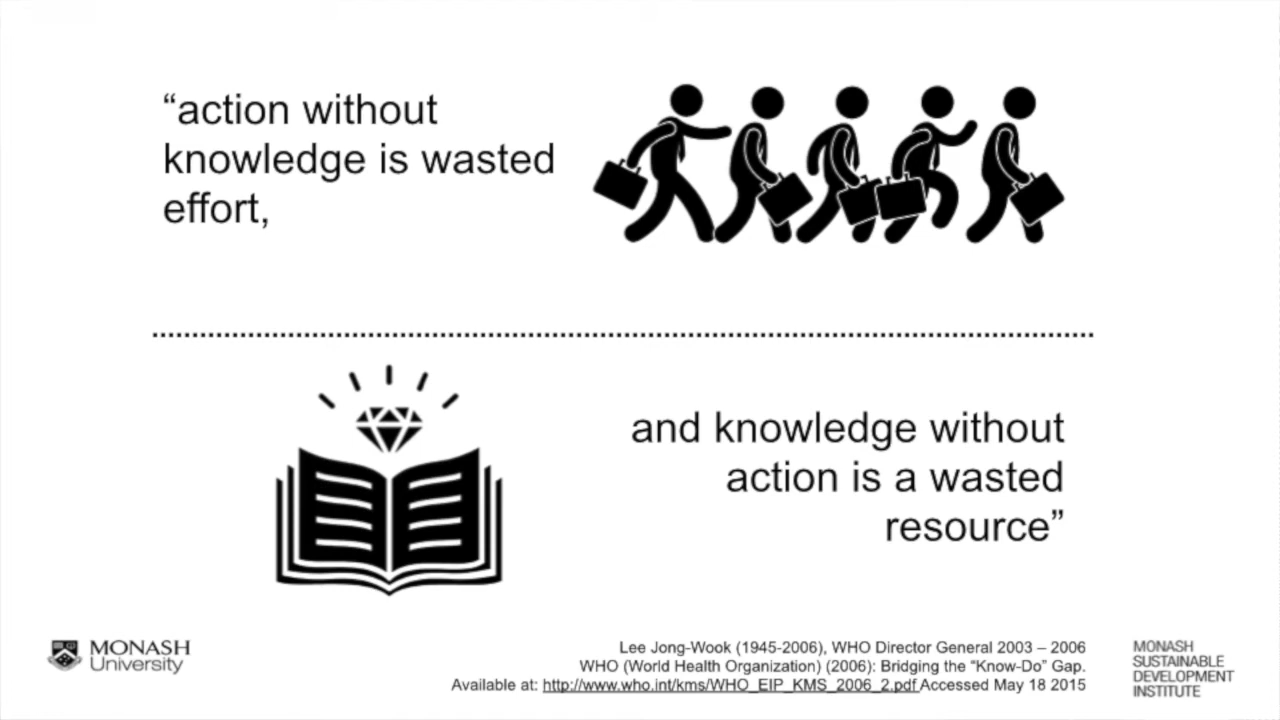 “action without
knowledge is wasted
effort,
and knowledge without
action is a wasted
resource”
MONASH
University
Lee Jong-Wook (1945-2006), WHO Director General 2003 – 2006
WHO (World Health Organization) (2006): Bridging the “Know-Do” Gap.
Available at: http://www.who.int/kms/WHO_EIP_KMS_2006_2.pdf Accessed May 18 2015
MONASH
SUSTAINABLE
DEVELOPMENT
INSTITUTE